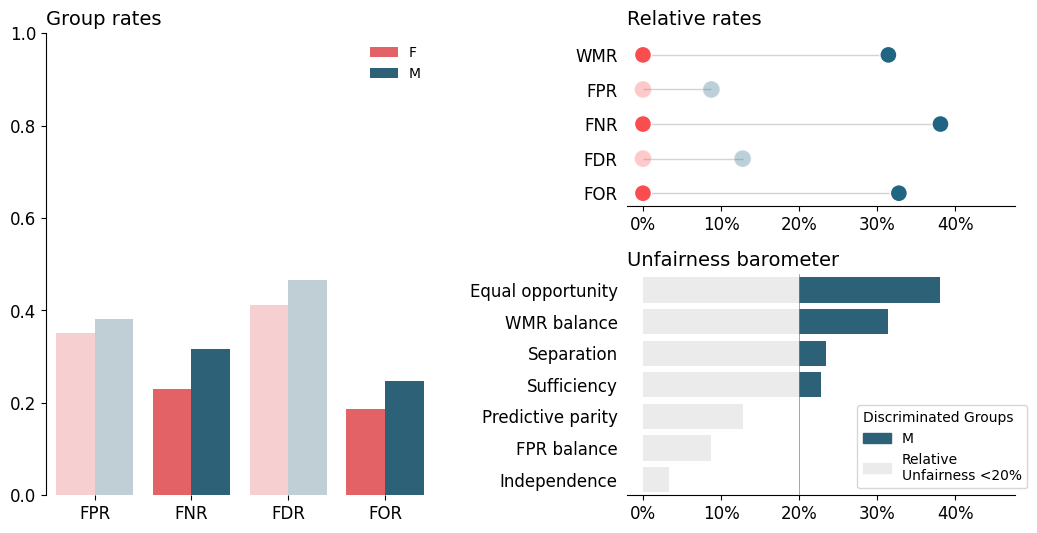 Group rates
1.0
0.8
0.6
0.4
0.2
0.0
FPR
FNR
FDR
FOR
F
M
Relative rates
WMR
FPR
FNR
FDR
FOR
0%
10%
20%
30%
40%
Unfairness barometer
Equal opportunity
WMR balance
Separation
Sufficiency
Predictive parity
FPR balance
Independence
0%
10%
20%
30%
40%
Discriminated Groups
M
Relative
Unfairness <20%